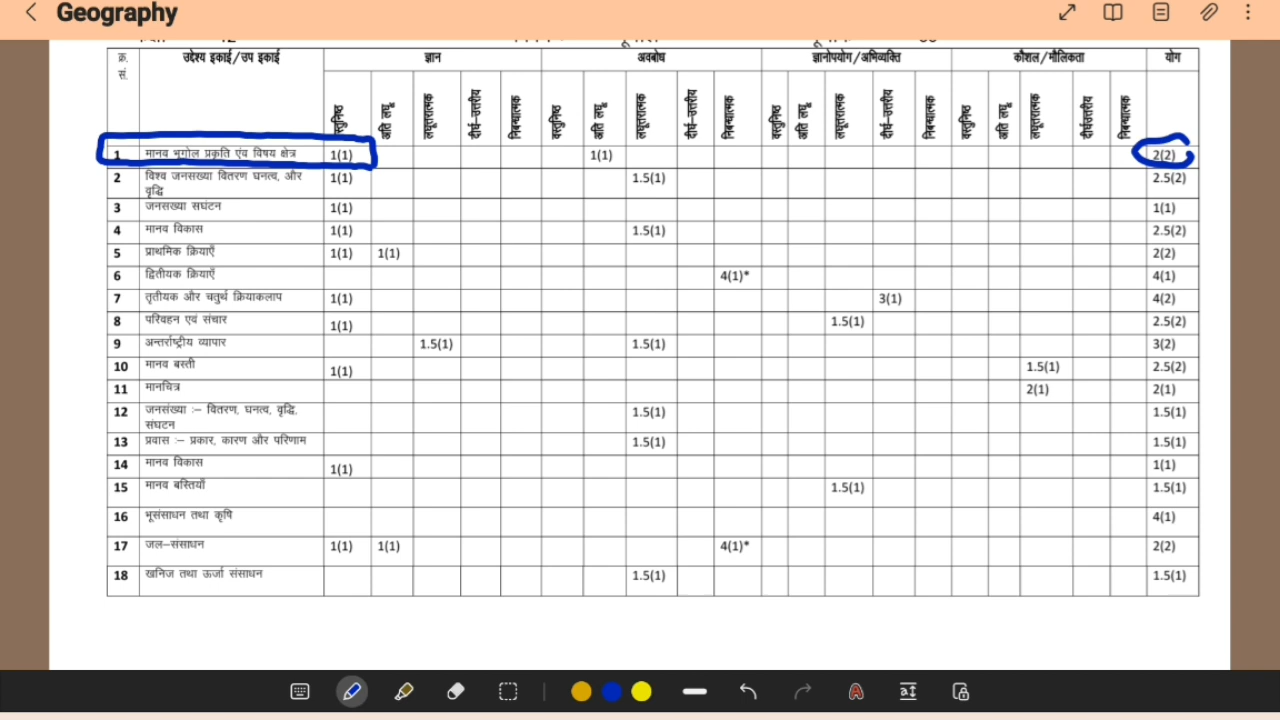 Geography
क्र. सं. उद्देश्य इकाई/उप इकाई ज्ञान अवबोध ज्ञानोपयोग/अभिव्यक्ति कौशल/मौलिकता योग
वस्तुनिष्ठ अति लघू लघूत्तरात्मक दीर्घ-उत्तरीय निबन्धात्मक वस्तुनिष्ठ अति लघू लघूत्तरात्मक दीर्घ-उत्तरीय निबन्धात्मक वस्तुनिष्ठ अति लघू लघूत्तरात्मक दीर्घ-उत्तरीय निबन्धात्मक वस्तुनिष्ठ अति लघू लघूत्तरात्मक दीर्घउत्तरीय निबन्धात्मक
1 मानव भूगोल प्रकृति एंव विषय क्षेत्र 1(1) 1(1) 2(2)
2 विश्व जनसख्या वितरण घनत्व, और वृद्धि 1(1) 1.5(1) 2.5(2)
3 जनसख्या सघंटन 1(1) 1(1)
4 मानव विकास 1(1) 1.5(1) 2.5(2)
5 प्राथमिक क्रियाएँ 1(1) 1(1) 2(2)
6 द्वितीयक क्रियाएँ 4(1)* 4(1)
7 तृतीयक और चतुर्थ क्रियाकलाप 1(1) 3(1) 4(2)
8 परिवहन एवं संचार 1(1) 1.5(1) 2.5(2)
9 अन्तर्राष्ट्रीय व्यापार 1.5(1) 1.5(1) 3(2)
10 मानव बस्ती 1(1) 1.5(1) 2.5(2)
11 मानचित्र 2(1) 2(1)
12 जनसंख्या :– वितरण, घनत्व, वृद्धि, संघटन 1.5(1) 1.5(1)
13 प्रवास :– प्रकार, कारण और परिणाम 1.5(1) 1.5(1)
14 मानव विकास 1(1) 1(1)
15 मानव बस्तियाँ 1.5(1) 1.5(1)
16 भूसंसाधन तथा कृषि 4(1)
17 जल–संसाधन 1(1) 1(1) 4(1)* 2(2)
18 खनिज तथा ऊर्जा संसाधन 1.5(1) 1.5(1)